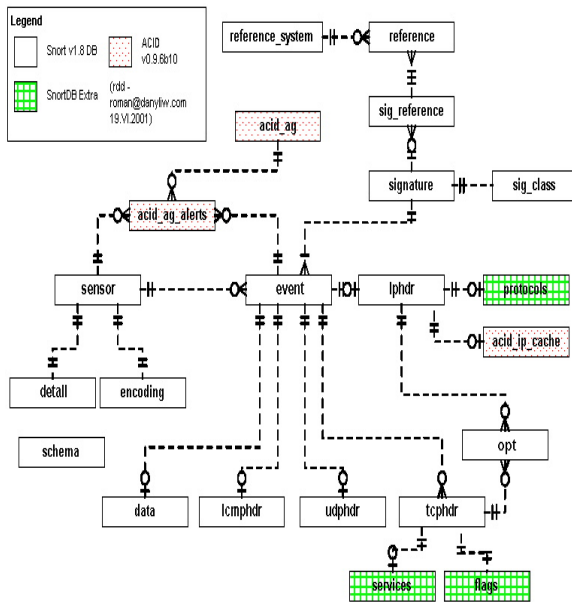 Legend
Snort v1.8 DB
ACID v0.9.6b10
SnortDB Extra
(rdd - roman@danyliw.com 19.VI.2001)
reference_system
reference
sig_reference
acid_ag
signature
sig_class
acid_ag_alerts
sensor
event
Iphdr
protocols
acid_ip_cache
detail
encoding
schema
opt
data
Icmphdr
udphdr
tcphdr
services
flags